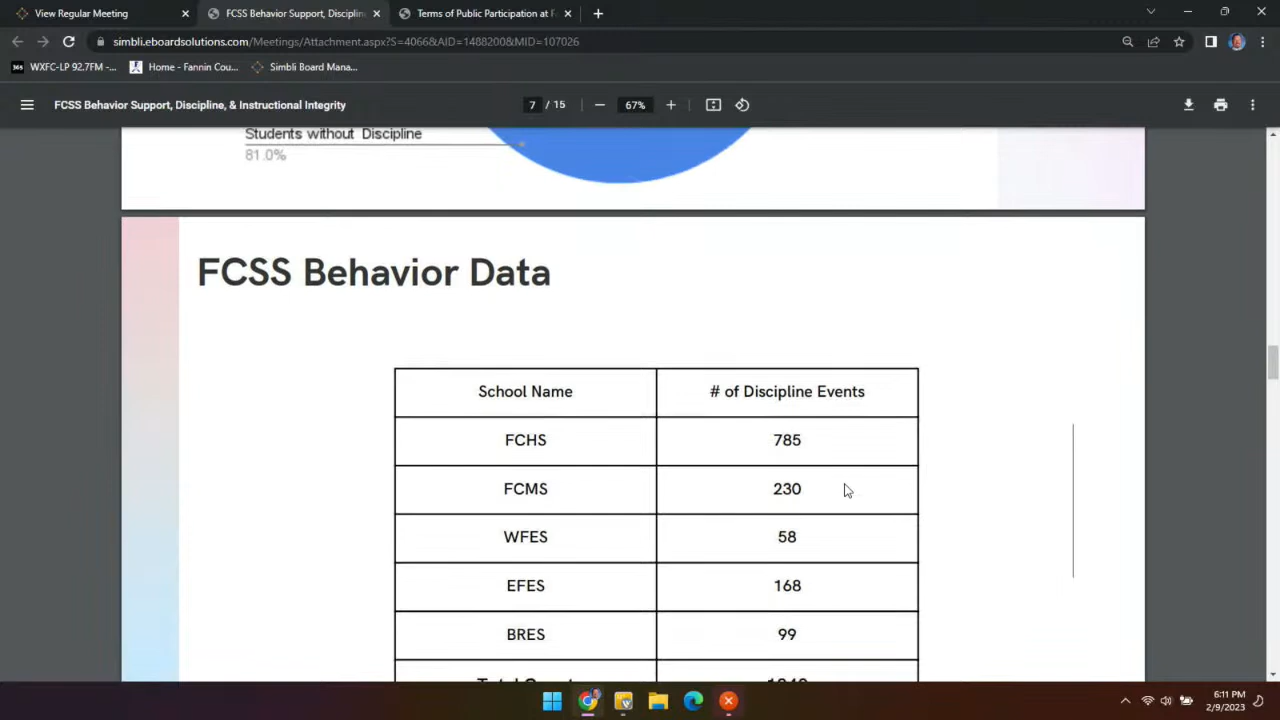 View Regular Meeting
FCSS Behavior Support, Disciplin
Terms of Public Participation at
simbli.eboardsolutions.com/Meetings/Attachment.aspx?S=4066&AID=1488200&MID=107026
WXFC-LP 92.7FM -...
Home - Fannin Cou...
Simbli Board Mana...
FCSS Behavior Support, Discipline, & Instructional Integrity
7 / 15
67%
Students without Discipline
81.0%
FCSS Behavior Data
School Name # of Discipline Events
FCHS 785
FCMS 230
WFES 58
EFES 168
BRES 99
6:11 PM
2/9/2023